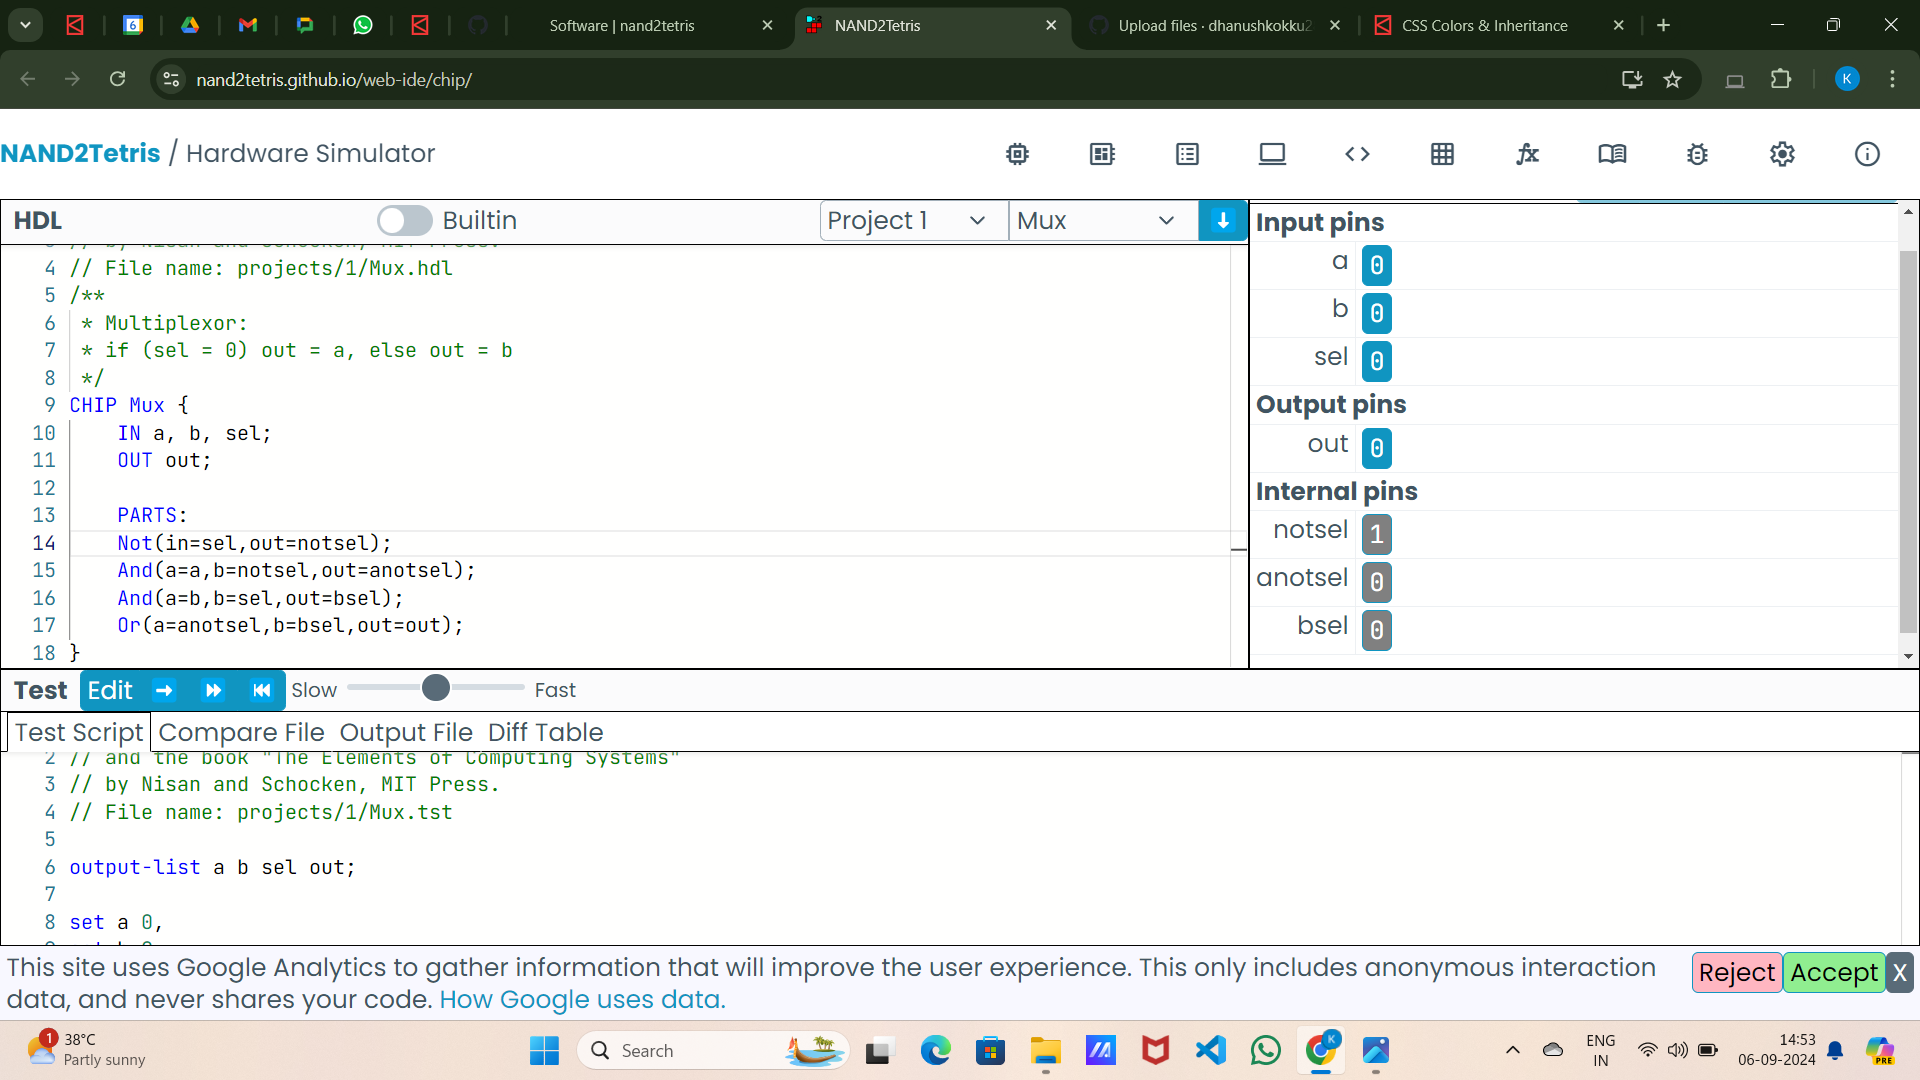 Software | nand2tetris
NAND2Tetris
Upload files · dhanushkokku2
CSS Colors & Inheritance
nand2tetris.github.io/web-ide/chip/
K
NAND2Tetris / Hardware Simulator
HDL
Builtin
Project 1
Mux
3 // by Nisan and Schocken, MIT Press.
4 // File name: projects/1/Mux.hdl
5 /**
6 * Multiplexor:
7 * if (sel = 0) out = a, else out = b
8 */
9 CHIP Mux {
10 IN a, b, sel;
11 OUT out;
12
13 PARTS:
14 Not(in=sel,out=notsel);
15 And(a=a,b=notsel,out=anotsel);
16 And(a=b,b=sel,out=bsel);
17 Or(a=anotsel,b=bsel,out=out);
18 }
Input pins
a 0
b 0
sel 0
Output pins
out 0
Internal pins
notsel 1
anotsel 0
bsel 0
Test Edit Slow Fast
Test Script Compare File Output File Diff Table
2 // and the book "The Elements of Computing Systems"
3 // by Nisan and Schocken, MIT Press.
4 // File name: projects/1/Mux.tst
5
6 output-list a b sel out;
7
8 set a 0,
This site uses Google Analytics to gather information that will improve the user experience. This only includes anonymous interaction
data, and never shares your code. How Google uses data.
Reject Accept X
1
38°C
Partly sunny
Search
K
ENG
IN
14:53
06-09-2024
PRE